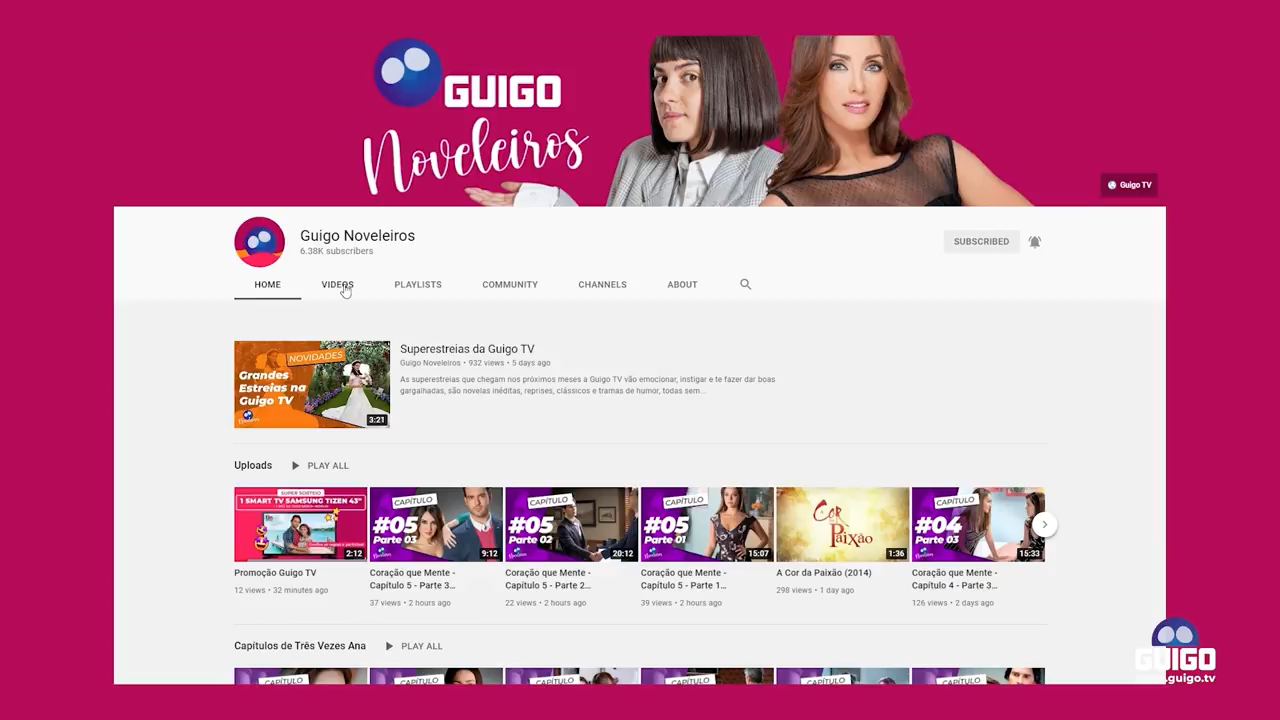 GUIGO
Noveleiros
Guigo TV
Guigo Noveleiros
6.38K subscribers
SUBSCRIBED
HOME VIDEOS PLAYLISTS COMMUNITY CHANNELS ABOUT
NOVIDADES
Grandes
Estreias na
Guigo TV
3:21
Superestreias da Guigo TV
Guigo Noveleiros • 932 views • 5 days ago
As superestreias que chegam nos próximos meses a Guigo TV vão emocionar, instigar e te fazer dar boas
gargalhadas, são novelas inéditas, reprises, clássicos e tramas de humor, todas sem...
Uploads PLAY ALL
SUPER SORTEIO
1 SMART TV SAMSUNG TIZEN 43"
2:12
CAPÍTULO
#05
Parte 03
9:12
CAPÍTULO
#05
Parte 02
20:12
CAPÍTULO
#05
Parte 01
15:07
Cor da
Paixão
1:36
CAPÍTULO
#04
Parte 03
15:33
Promoção Guigo TV
12 views • 32 minutes ago
Coração que Mente -
Capítulo 5 - Parte 3...
37 views • 2 hours ago
Coração que Mente -
Capítulo 5 - Parte 2...
22 views • 2 hours ago
Coração que Mente -
Capítulo 5 - Parte 1...
39 views • 2 hours ago
A Cor da Paixão (2014)
298 views • 1 day ago
Coração que Mente -
Capítulo 4 - Parte 3...
126 views • 2 days ago
Capítulos de Três Vezes Ana PLAY ALL
CAPÍTULO
CAPÍTULO
CAPÍTULO
CAPÍTULO
CAPÍTULO
CAPÍTULO
GUIGO
.guigo.tv